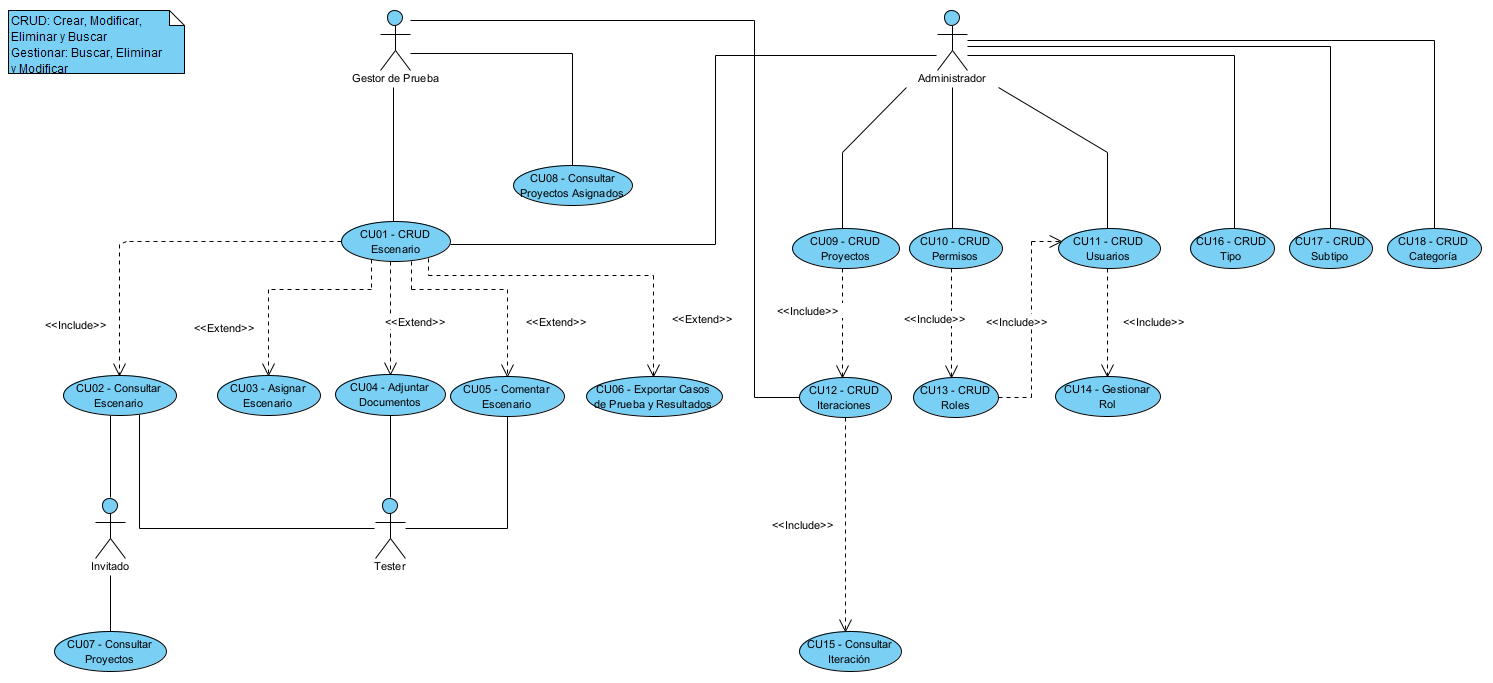 CRUD: Crear, Modificar,
Eliminar y Buscar
Gestionar: Buscar, Eliminar
y Modificar
Gestor de Prueba
Administrador
CU08 - Consultar
Proyectos Asignados
CU01 - CRUD
Escenario
CU09 - CRUD
Proyectos
CU10 - CRUD
Permisos
CU11 - CRUD
Usuarios
CU16 - CRUD
Tipo
CU17 - CRUD
Subtipo
CU18 - CRUD
Categoría
<<Include>>
<<Extend>>
<<Extend>>
<<Extend>>
<<Extend>>
<<Include>>
<<Include>>
<<Include>>
<<Include>>
CU02 - Consultar
Escenario
CU03 - Asignar
Escenario
CU04 - Adjuntar
Documentos
CU05 - Comentar
Escenario
CU06 - Exportar Casos
de Prueba y Resultados
CU12 - CRUD
Iteraciones
CU13 - CRUD
Roles
CU14 - Gestionar
Rol
<<Include>>
Invitado
Tester
CU07 - Consultar
Proyectos
CU15 - Consultar
Iteración